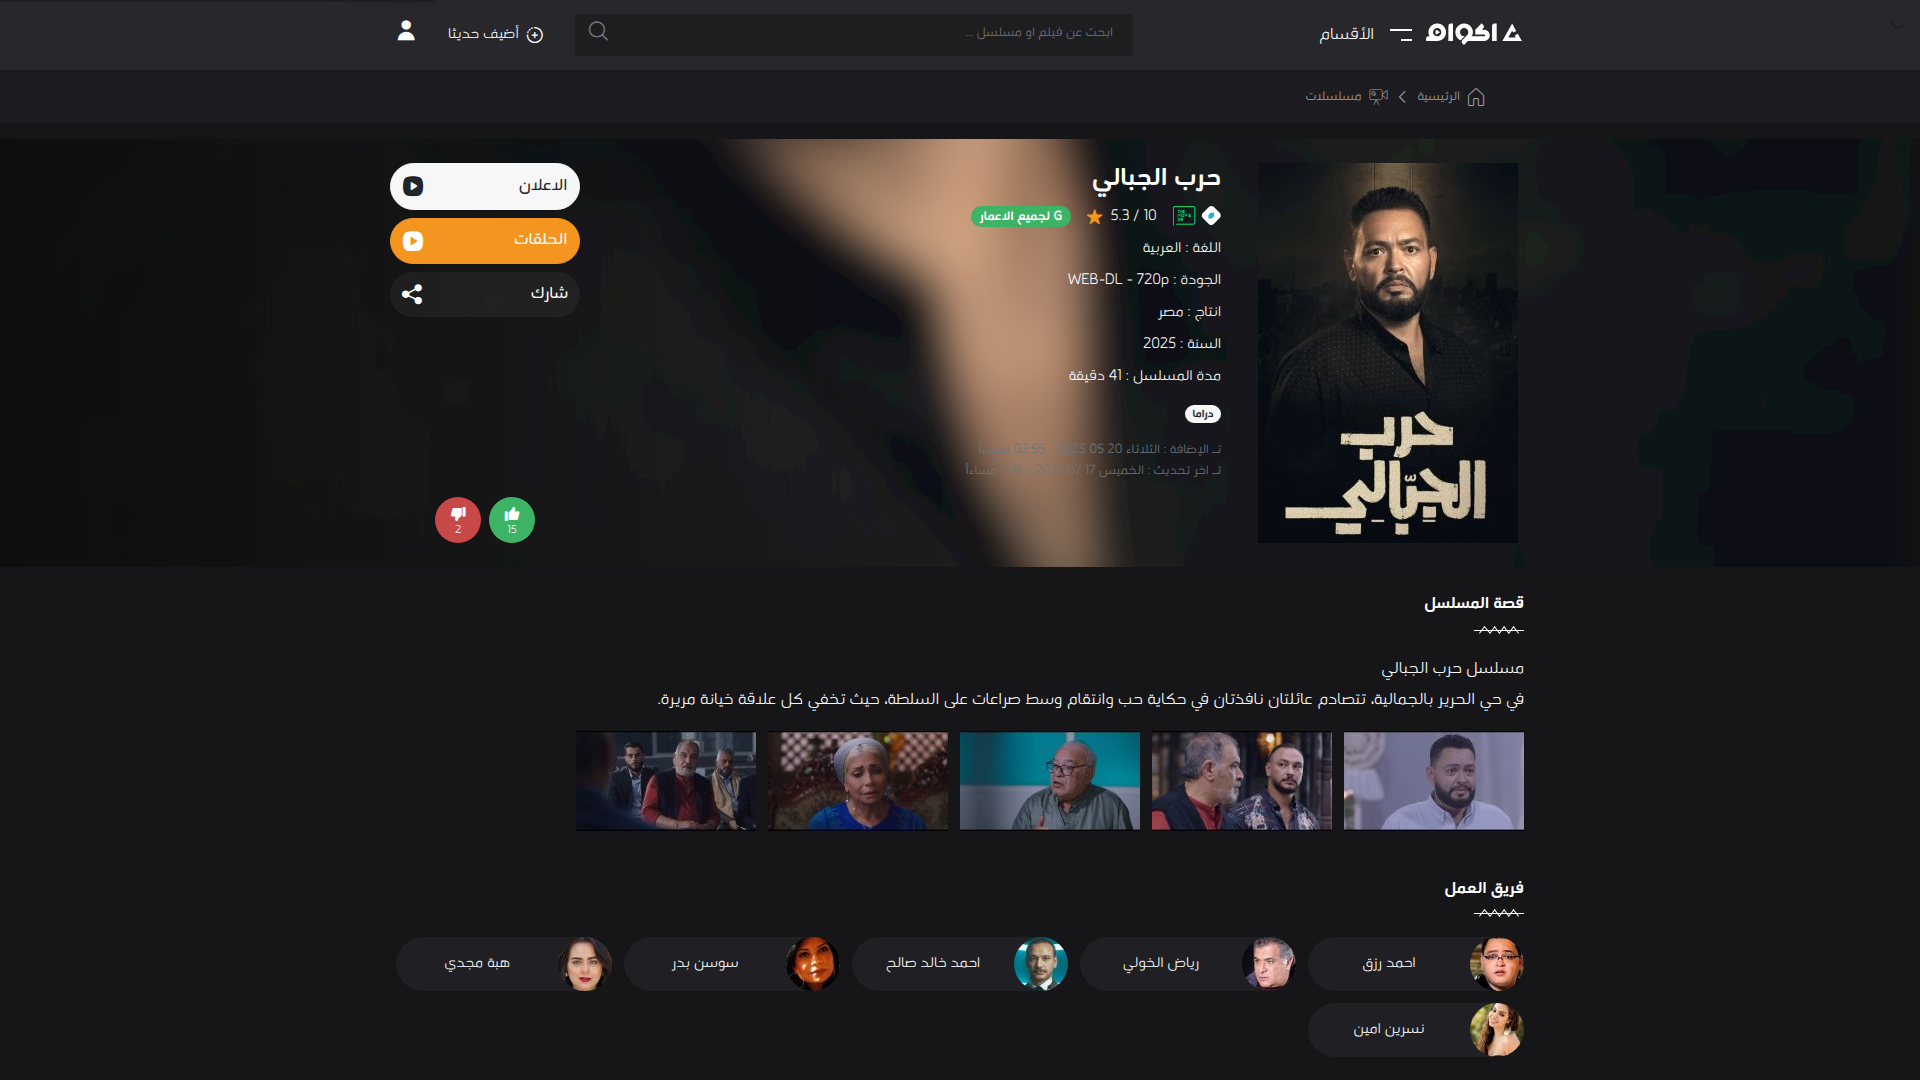 اكوام
الأقسام
ابحث عن فيلم او مسلسل ...
أضيف حديثا
الرئيسية
مسلسلات
حرب الجبالي
10 / 5.3
G لجميع الاعمار
اللغة : العربية
الجودة : WEB-DL - 720p
انتاج : مصر
السنة : 2025
مدة المسلسل : 41 دقيقة
دراما
تـ الإضافة : الثلاثاء 20 05 2025 - 03:55
تـ اخر تحديث : الخميس 17 07 مساءاً
الاعلان
الحلقات
شارك
15
2
حرب
الجبالي
قصة المسلسل
مسلسل حرب الجبالي
في حي الحرير بالجمالية، تتصادم عائلتان نافذتان في حكاية حب وانتقام وسط صراعات على السلطة، حيث تخفي كل علاقة خيانة مريرة.
فريق العمل
احمد رزق
رياض الخولي
احمد خالد صالح
سوسن بدر
هبة مجدي
نسرين امين